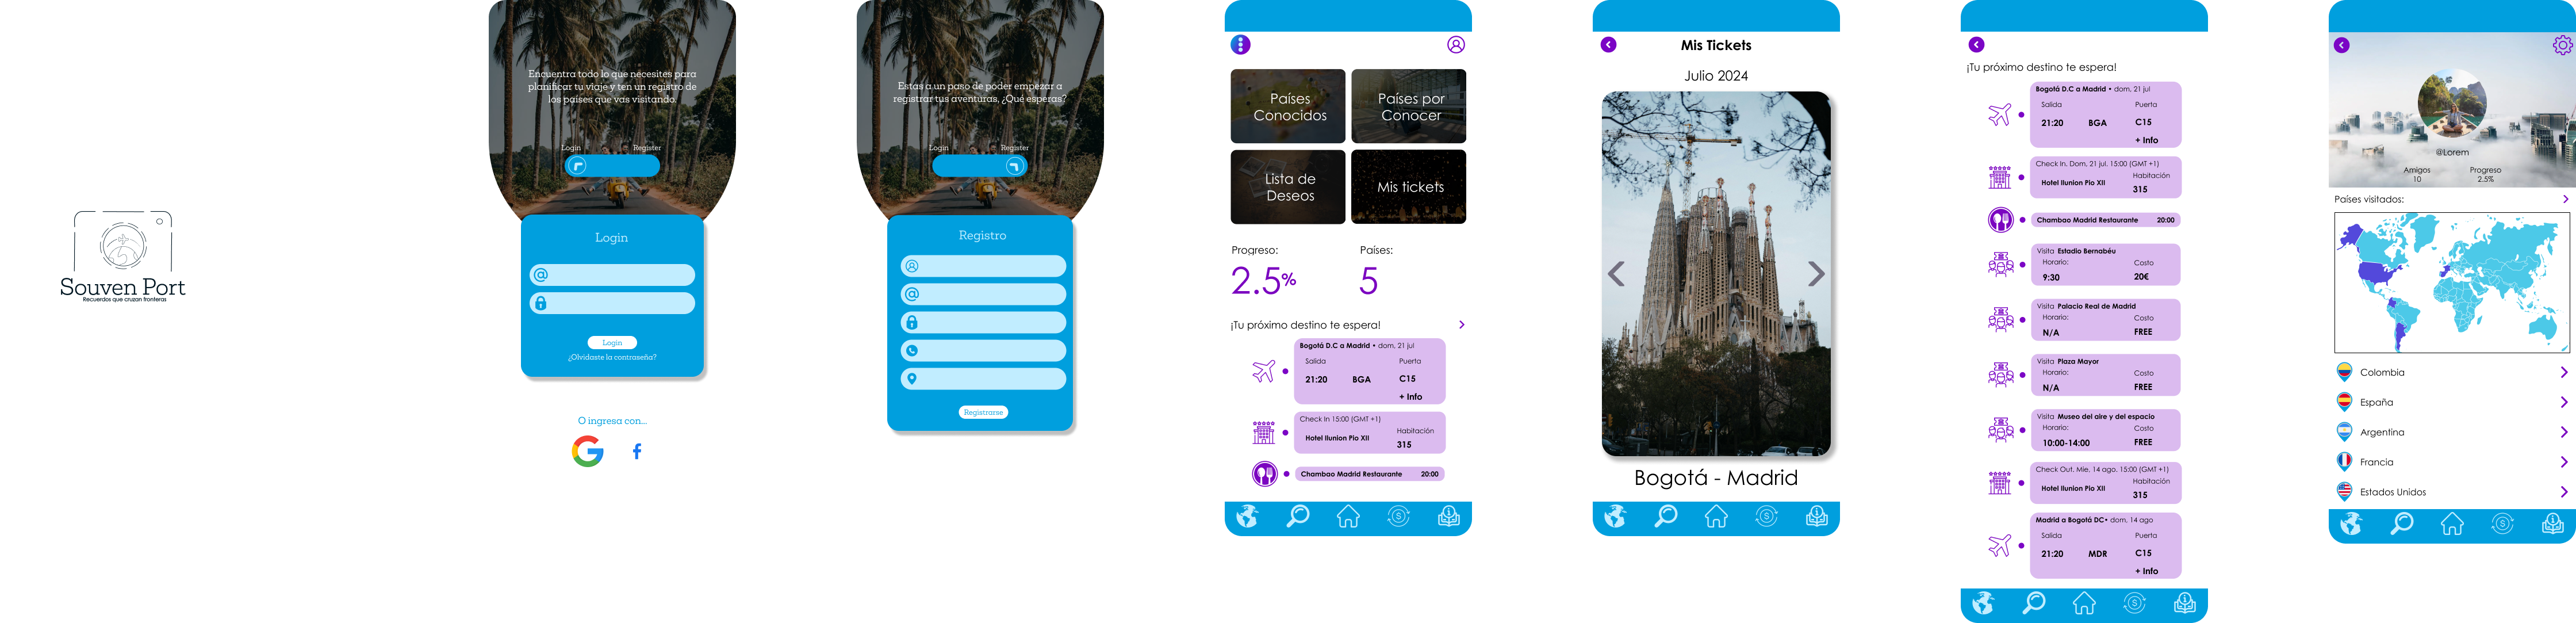 Souven Port
Recuerdos que cruzan fronteras
Encuentra todo lo que necesites para
planificar tu viaje y ten un registro de
los países que vas visitando.
Login
Register
Login
Login
¿Olvidaste la contraseña?
O ingresa con...
Estas a un paso de poder empezar a
registrar tus aventuras, ¿Qué esperas?
Login
Register
Registro
Registrarse
Países
Conocidos
Países por
Conocer
Lista de
Deseos
Mis tickets
Progreso:
Países:
2.5%
5
¡Tu próximo destino te espera!
Bogotá D.C a Madrid • dom, 21 jul
Salida
Puerta
21:20
BGA
C15
+ Info
Check In 15:00 (GMT +1)
Habitación
Hotel Ilunion Pio XII
315
Chambao Madrid Restaurante
20:00
Mis Tickets
Julio 2024
Bogotá - Madrid
¡Tu próximo destino te espera!
Bogotá D.C a Madrid • dom, 21 jul
Salida
Puerta
21:20
BGA
C15
+ Info
Check In. Dom, 21 jul. 15:00 (GMT +1)
Habitación
Hotel Ilunion Pio XII
315
Chambao Madrid Restaurante
20:00
Visita Estadio Bernabéu
Horario:
Costo
9:30
20€
Visita Palacio Real de Madrid
Horario:
Costo
N/A
FREE
Visita Plaza Mayor
Horario:
Costo
N/A
FREE
Visita Museo del aire y del espacio
Horario:
Costo
10:00-14:00
FREE
Check Out. Mie. 14 ago. 15:00 (GMT +1)
Habitación
Hotel Ilunion Pio XII
315
Madrid a Bogotá DC• dom, 14 ago
Salida
Puerta
21:20
MDR
C15
+ Info
@Lorem
Amigos
Progreso
10
2.5%
Países visitados:
Colombia
España
Argentina
Francia
Estados Unidos